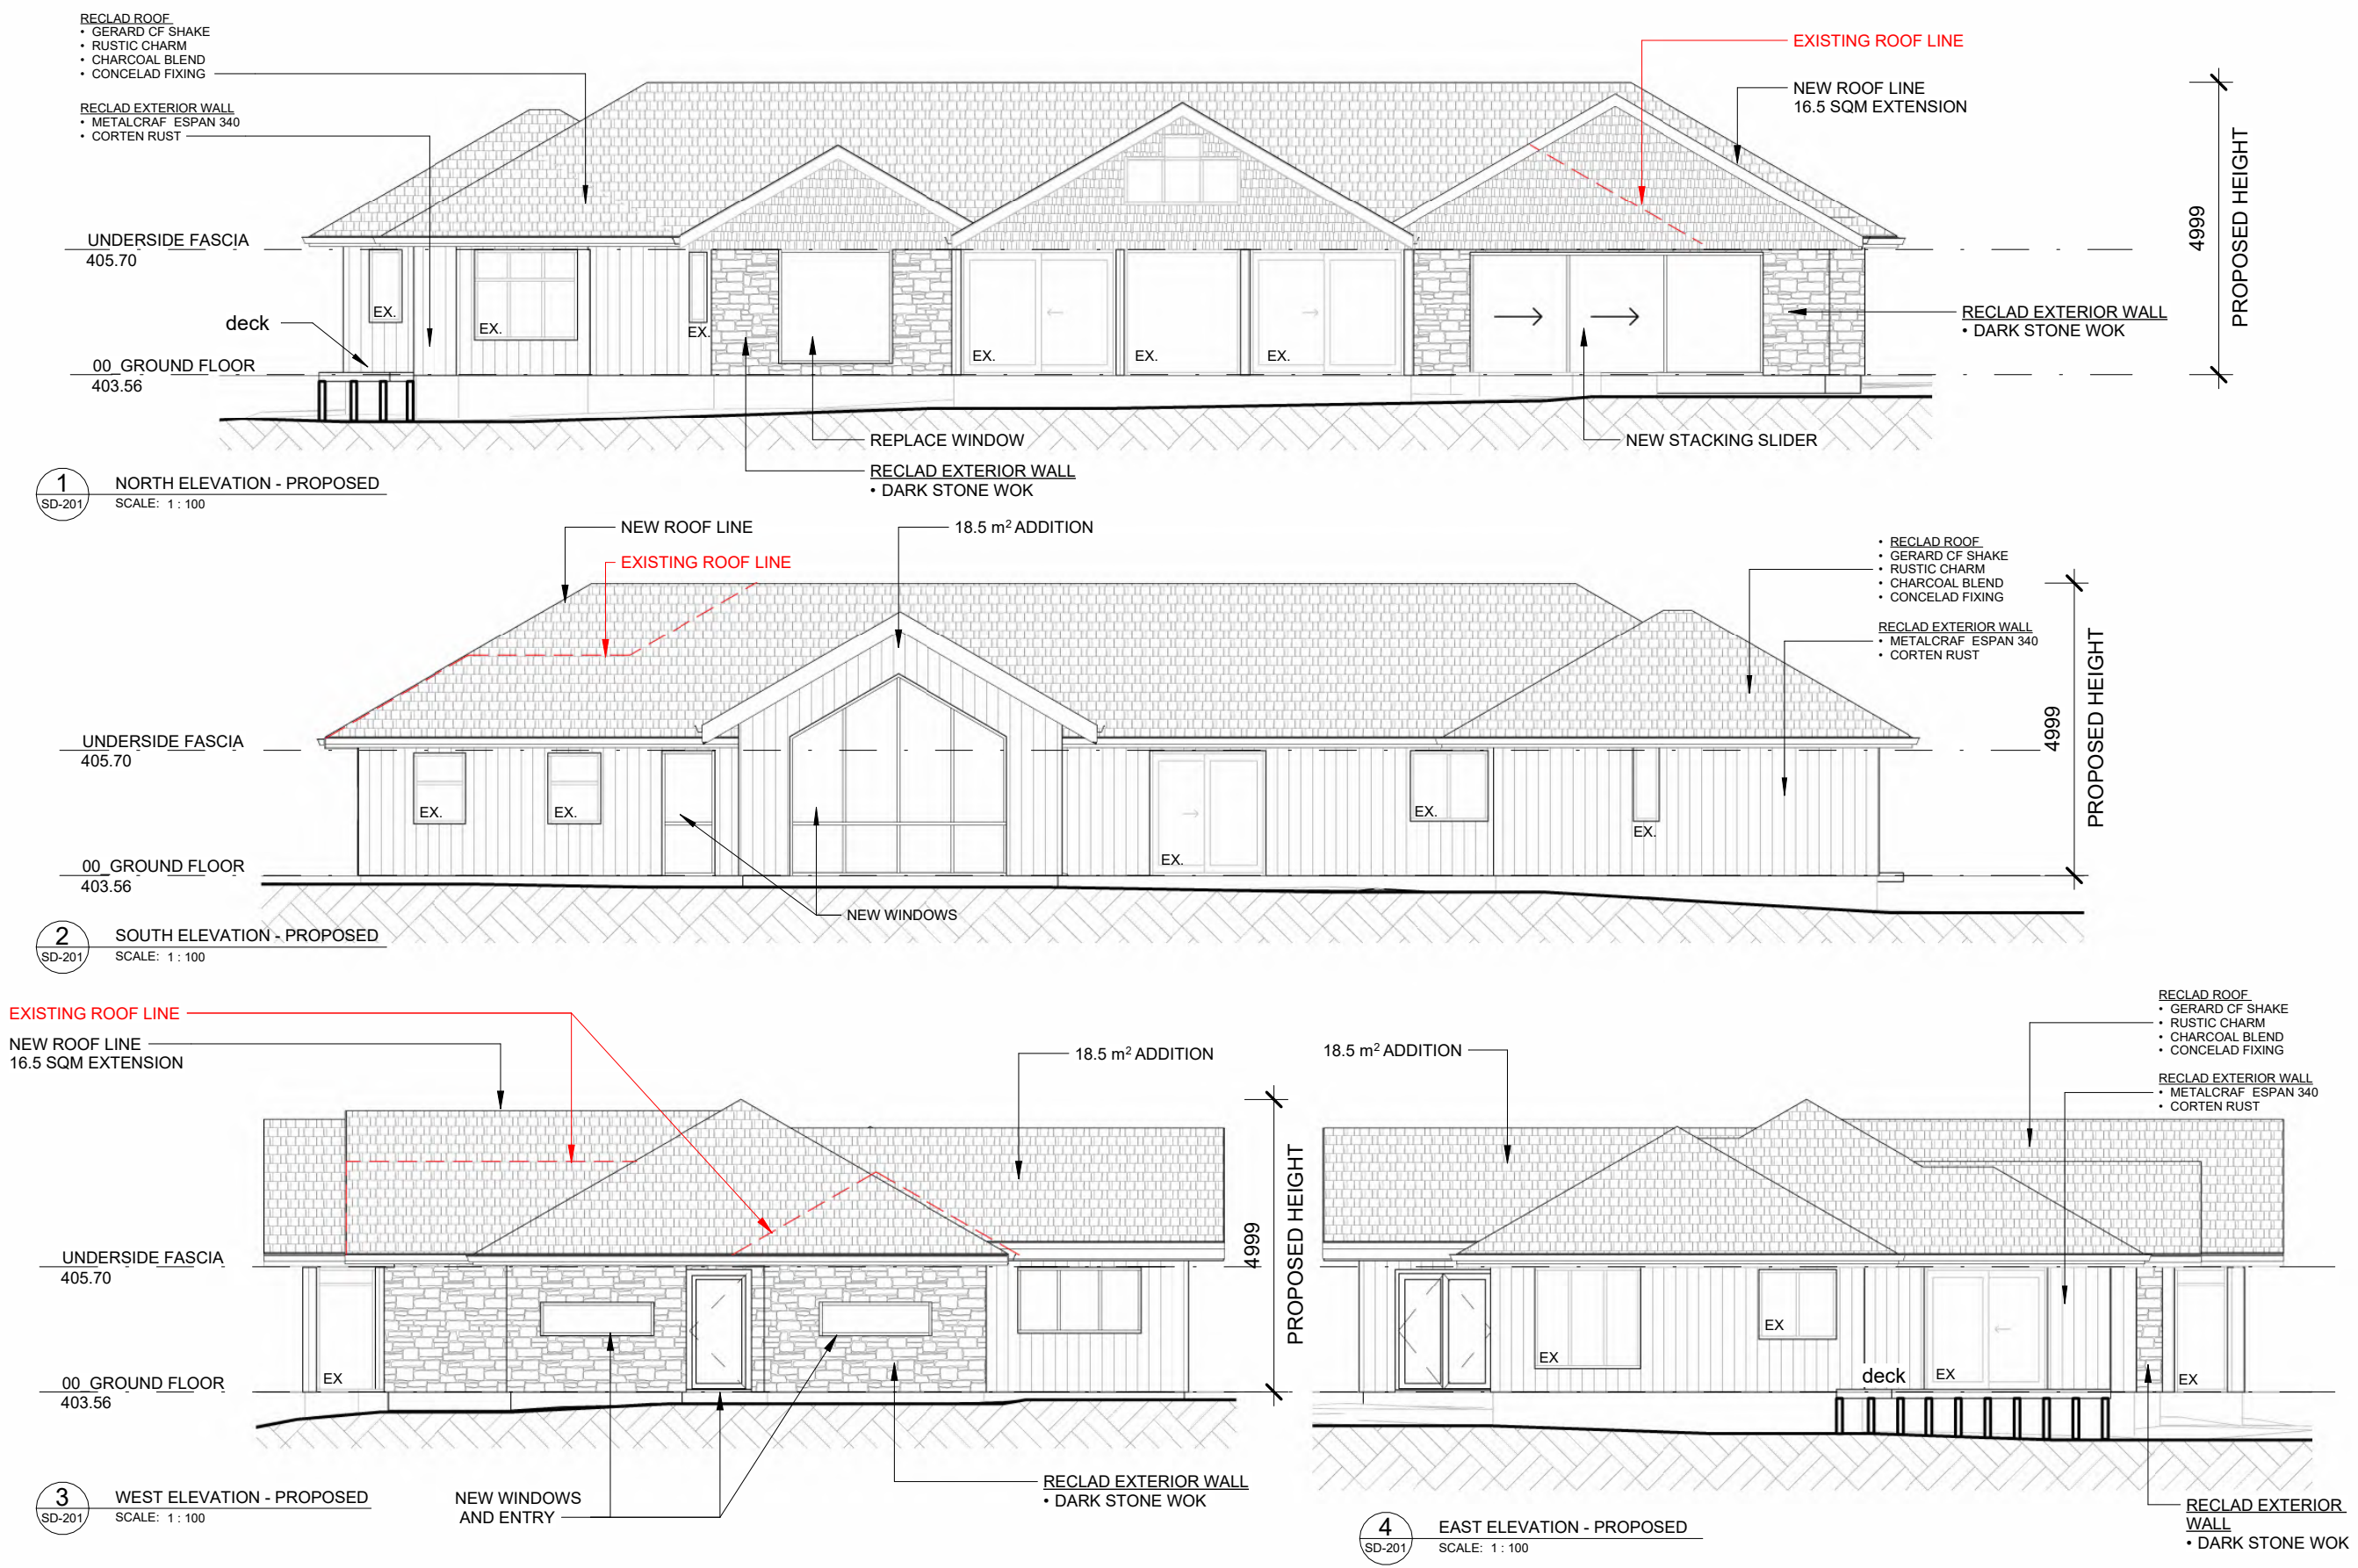 RECLAD ROOF
• GERARD CF SHAKE
• RUSTIC CHARM
• CHARCOAL BLEND
• CONCELAD FIXING
RECLAD EXTERIOR WALL
• METALCRAF ESPAN 340
• CORTEN RUST
EXISTING ROOF LINE
NEW ROOF LINE
16.5 SQM EXTENSION
4999
PROPOSED HEIGHT
UNDERSIDE FASCIA
405.70
deck
00_GROUND FLOOR
403.56
EX.
EX.
EX.
EX.
EX.
EX.
RECLAD EXTERIOR WALL
• DARK STONE WOK
REPLACE WINDOW
RECLAD EXTERIOR WALL
• DARK STONE WOK
NEW STACKING SLIDER
1
SD-201
NORTH ELEVATION - PROPOSED
SCALE: 1 : 100
NEW ROOF LINE
EXISTING ROOF LINE
18.5 m² ADDITION
• RECLAD ROOF
• GERARD CF SHAKE
• RUSTIC CHARM
• CHARCOAL BLEND
• CONCELAD FIXING
RECLAD EXTERIOR WALL
• METALCRAF ESPAN 340
• CORTEN RUST
4999
PROPOSED HEIGHT
UNDERSIDE FASCIA
405.70
00_GROUND FLOOR
403.56
EX.
EX.
EX.
EX.
EX.
NEW WINDOWS
2
SD-201
SOUTH ELEVATION - PROPOSED
SCALE: 1 : 100
EXISTING ROOF LINE
NEW ROOF LINE
16.5 SQM EXTENSION
18.5 m² ADDITION
4999
PROPOSED HEIGHT
UNDERSIDE FASCIA
405.70
00_GROUND FLOOR
403.56
EX
NEW WINDOWS
AND ENTRY
RECLAD EXTERIOR WALL
• DARK STONE WOK
3
SD-201
WEST ELEVATION - PROPOSED
SCALE: 1 : 100
18.5 m² ADDITION
RECLAD ROOF
• GERARD CF SHAKE
• RUSTIC CHARM
• CHARCOAL BLEND
• CONCELAD FIXING
RECLAD EXTERIOR WALL
• METALCRAF ESPAN 340
• CORTEN RUST
EX
EX
deck
EX
EX
RECLAD EXTERIOR
WALL
• DARK STONE WOK
4
SD-201
EAST ELEVATION - PROPOSED
SCALE: 1 : 100